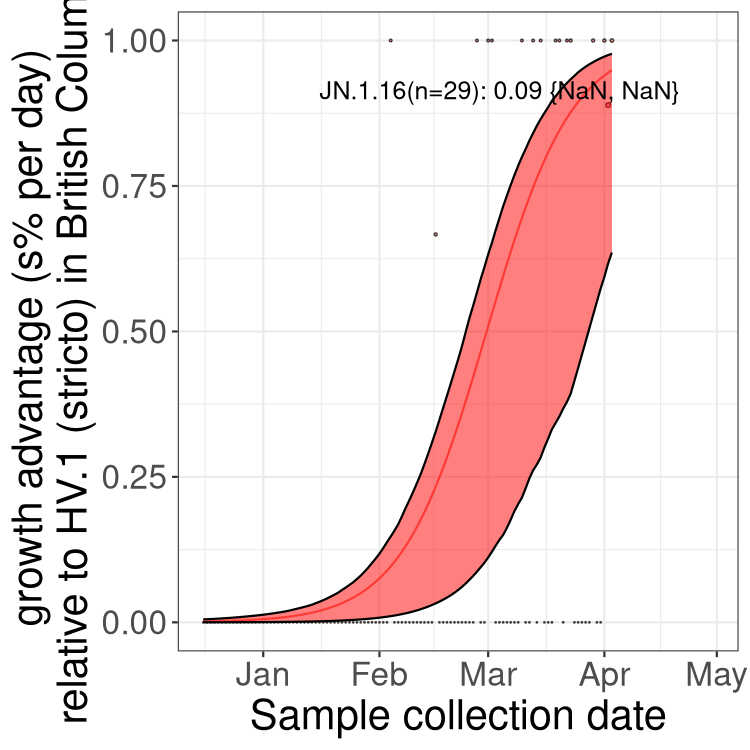 growth advantage (s% per day)
relative to HV.1 (stricto) in British Colum
1.00
0.75
0.50
0.25
0.00
JN.1.16(n=29): 0.09 {NaN, NaN}
Jan Feb Mar Apr May
Sample collection date